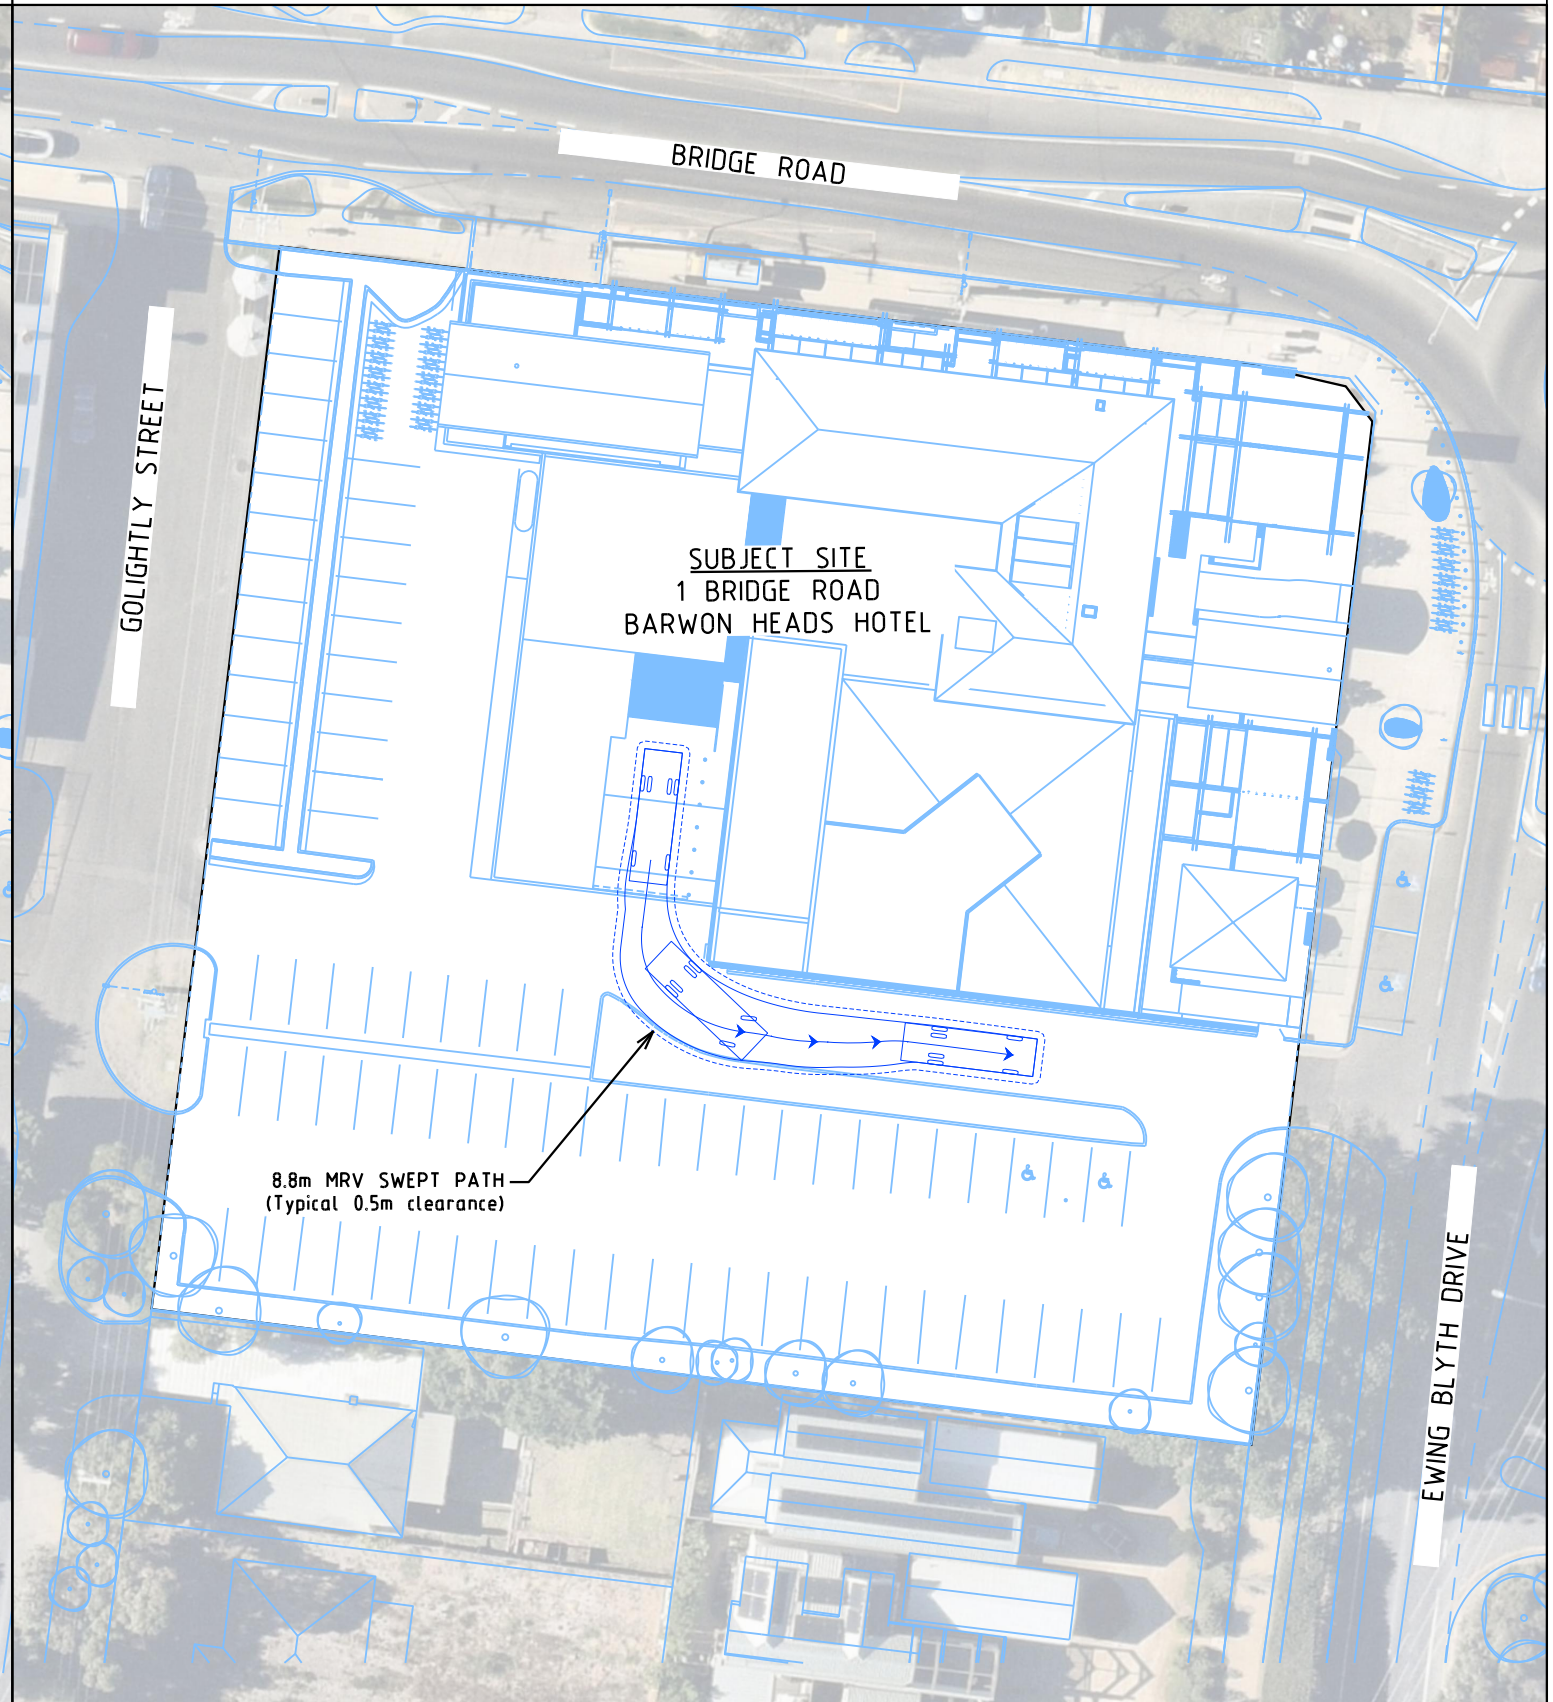 BRIDGE ROAD
GOLIGHTLY STREET
SUBJECT SITE
1 BRIDGE ROAD
BARWON HEADS HOTEL
8.8m MRV SWEPT PATH
(Typical 0.5m clearance)
EWING BLYTH DRIVE